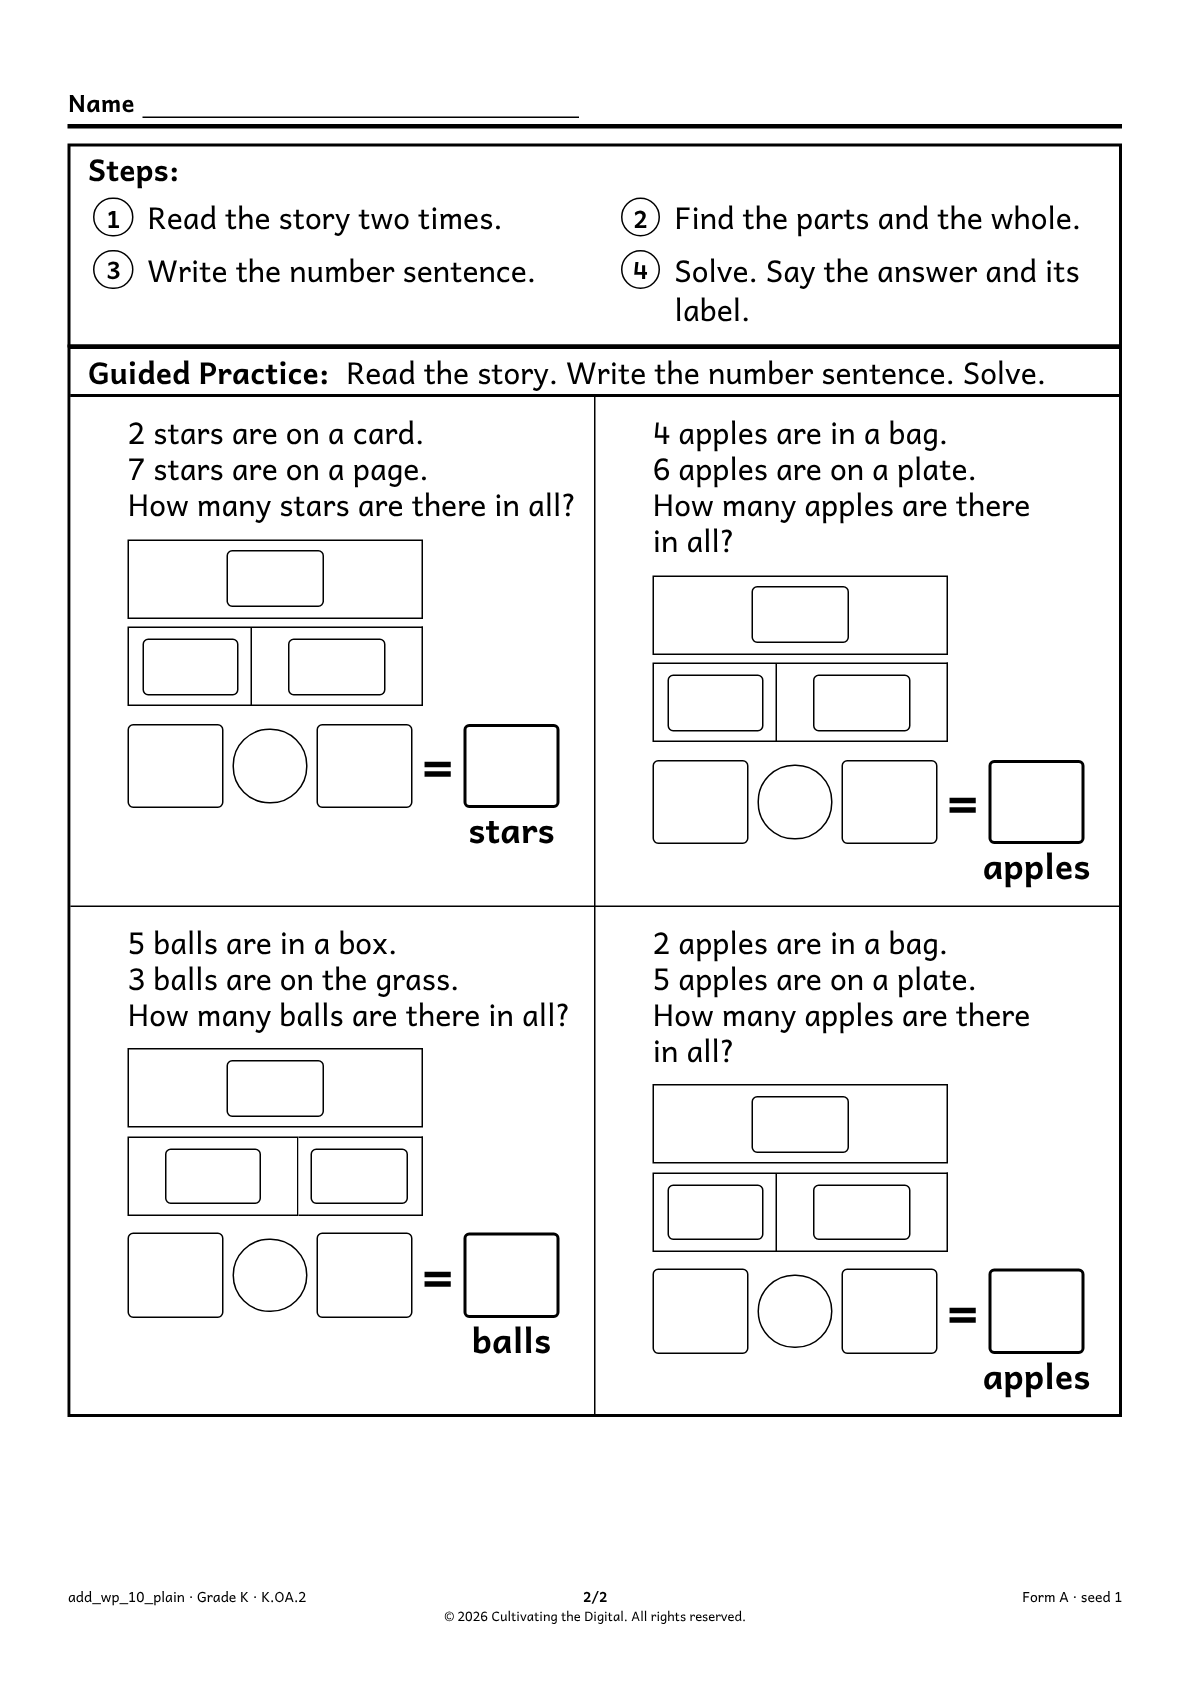 Name
Steps:
1 Read the story two times.
2 Find the parts and the whole.
3 Write the number sentence.
4 Solve. Say the answer and its
label.
Guided Practice: Read the story. Write the number sentence. Solve.
2 stars are on a card.
7 stars are on a page.
How many stars are there in all?
=
stars
4 apples are in a bag.
6 apples are on a plate.
How many apples are there
in all?
=
apples
5 balls are in a box.
3 balls are on the grass.
How many balls are there in all?
=
balls
2 apples are in a bag.
5 apples are on a plate.
How many apples are there
in all?
=
apples
add_wp_10_plain · Grade K · K.OA.2
2/2
Form A · seed 1
© 2026 Cultivating the Digital. All rights reserved.